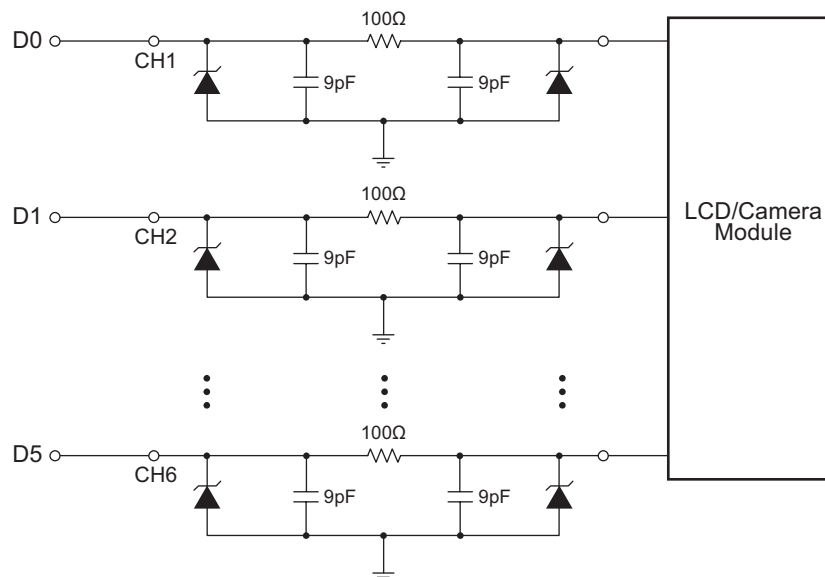 100Ω
D0
CH1
9pF
9pF
100Ω
D1
CH2
9pF
9pF
LCD/Camera
Module
100Ω
D5
CH6
9pF
9pF